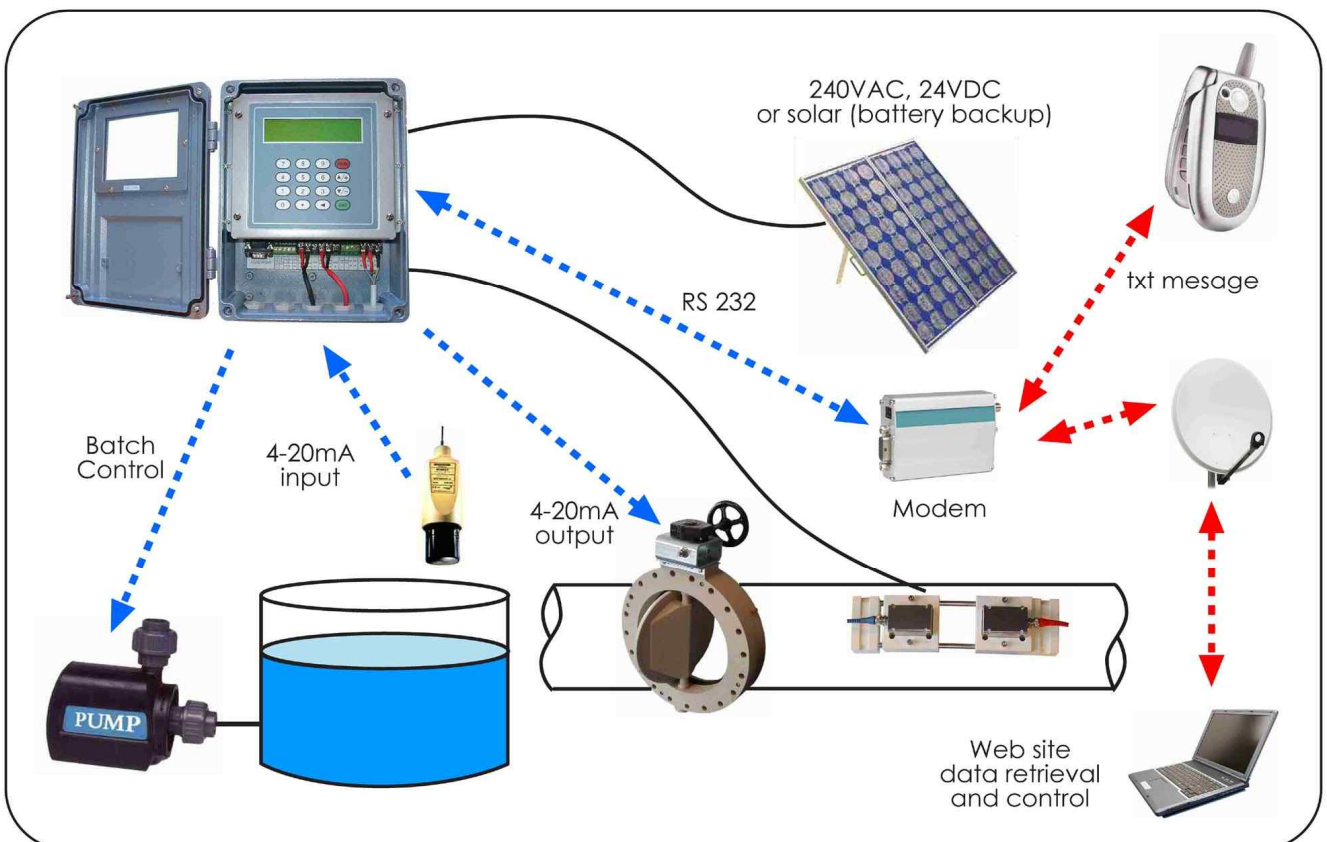 240VAC, 24VDC
or solar (battery backup)
RS 232
txt mesage
Batch
Control
4-20mA
input
4-20mA
output
Modem
PUMP
Web site
data retrieval
and control